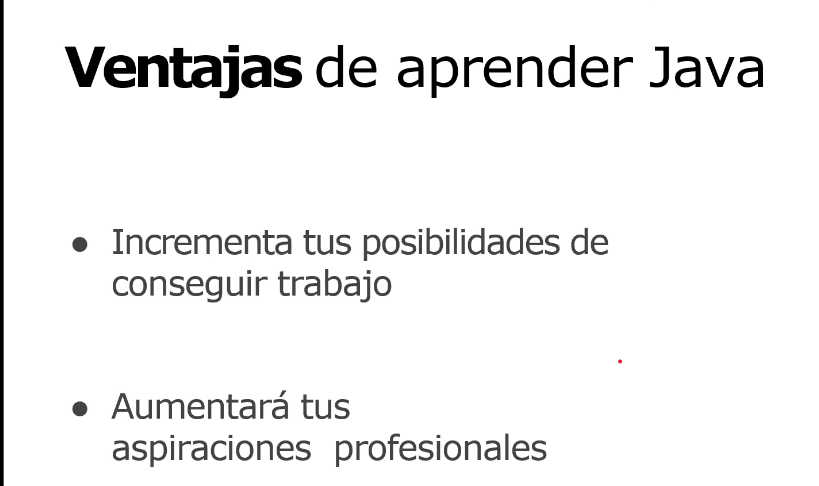 Ventajas de aprender Java
● Incrementa tus posibilidades de
conseguir trabajo
● Aumentará tus
aspiraciones  profesionales